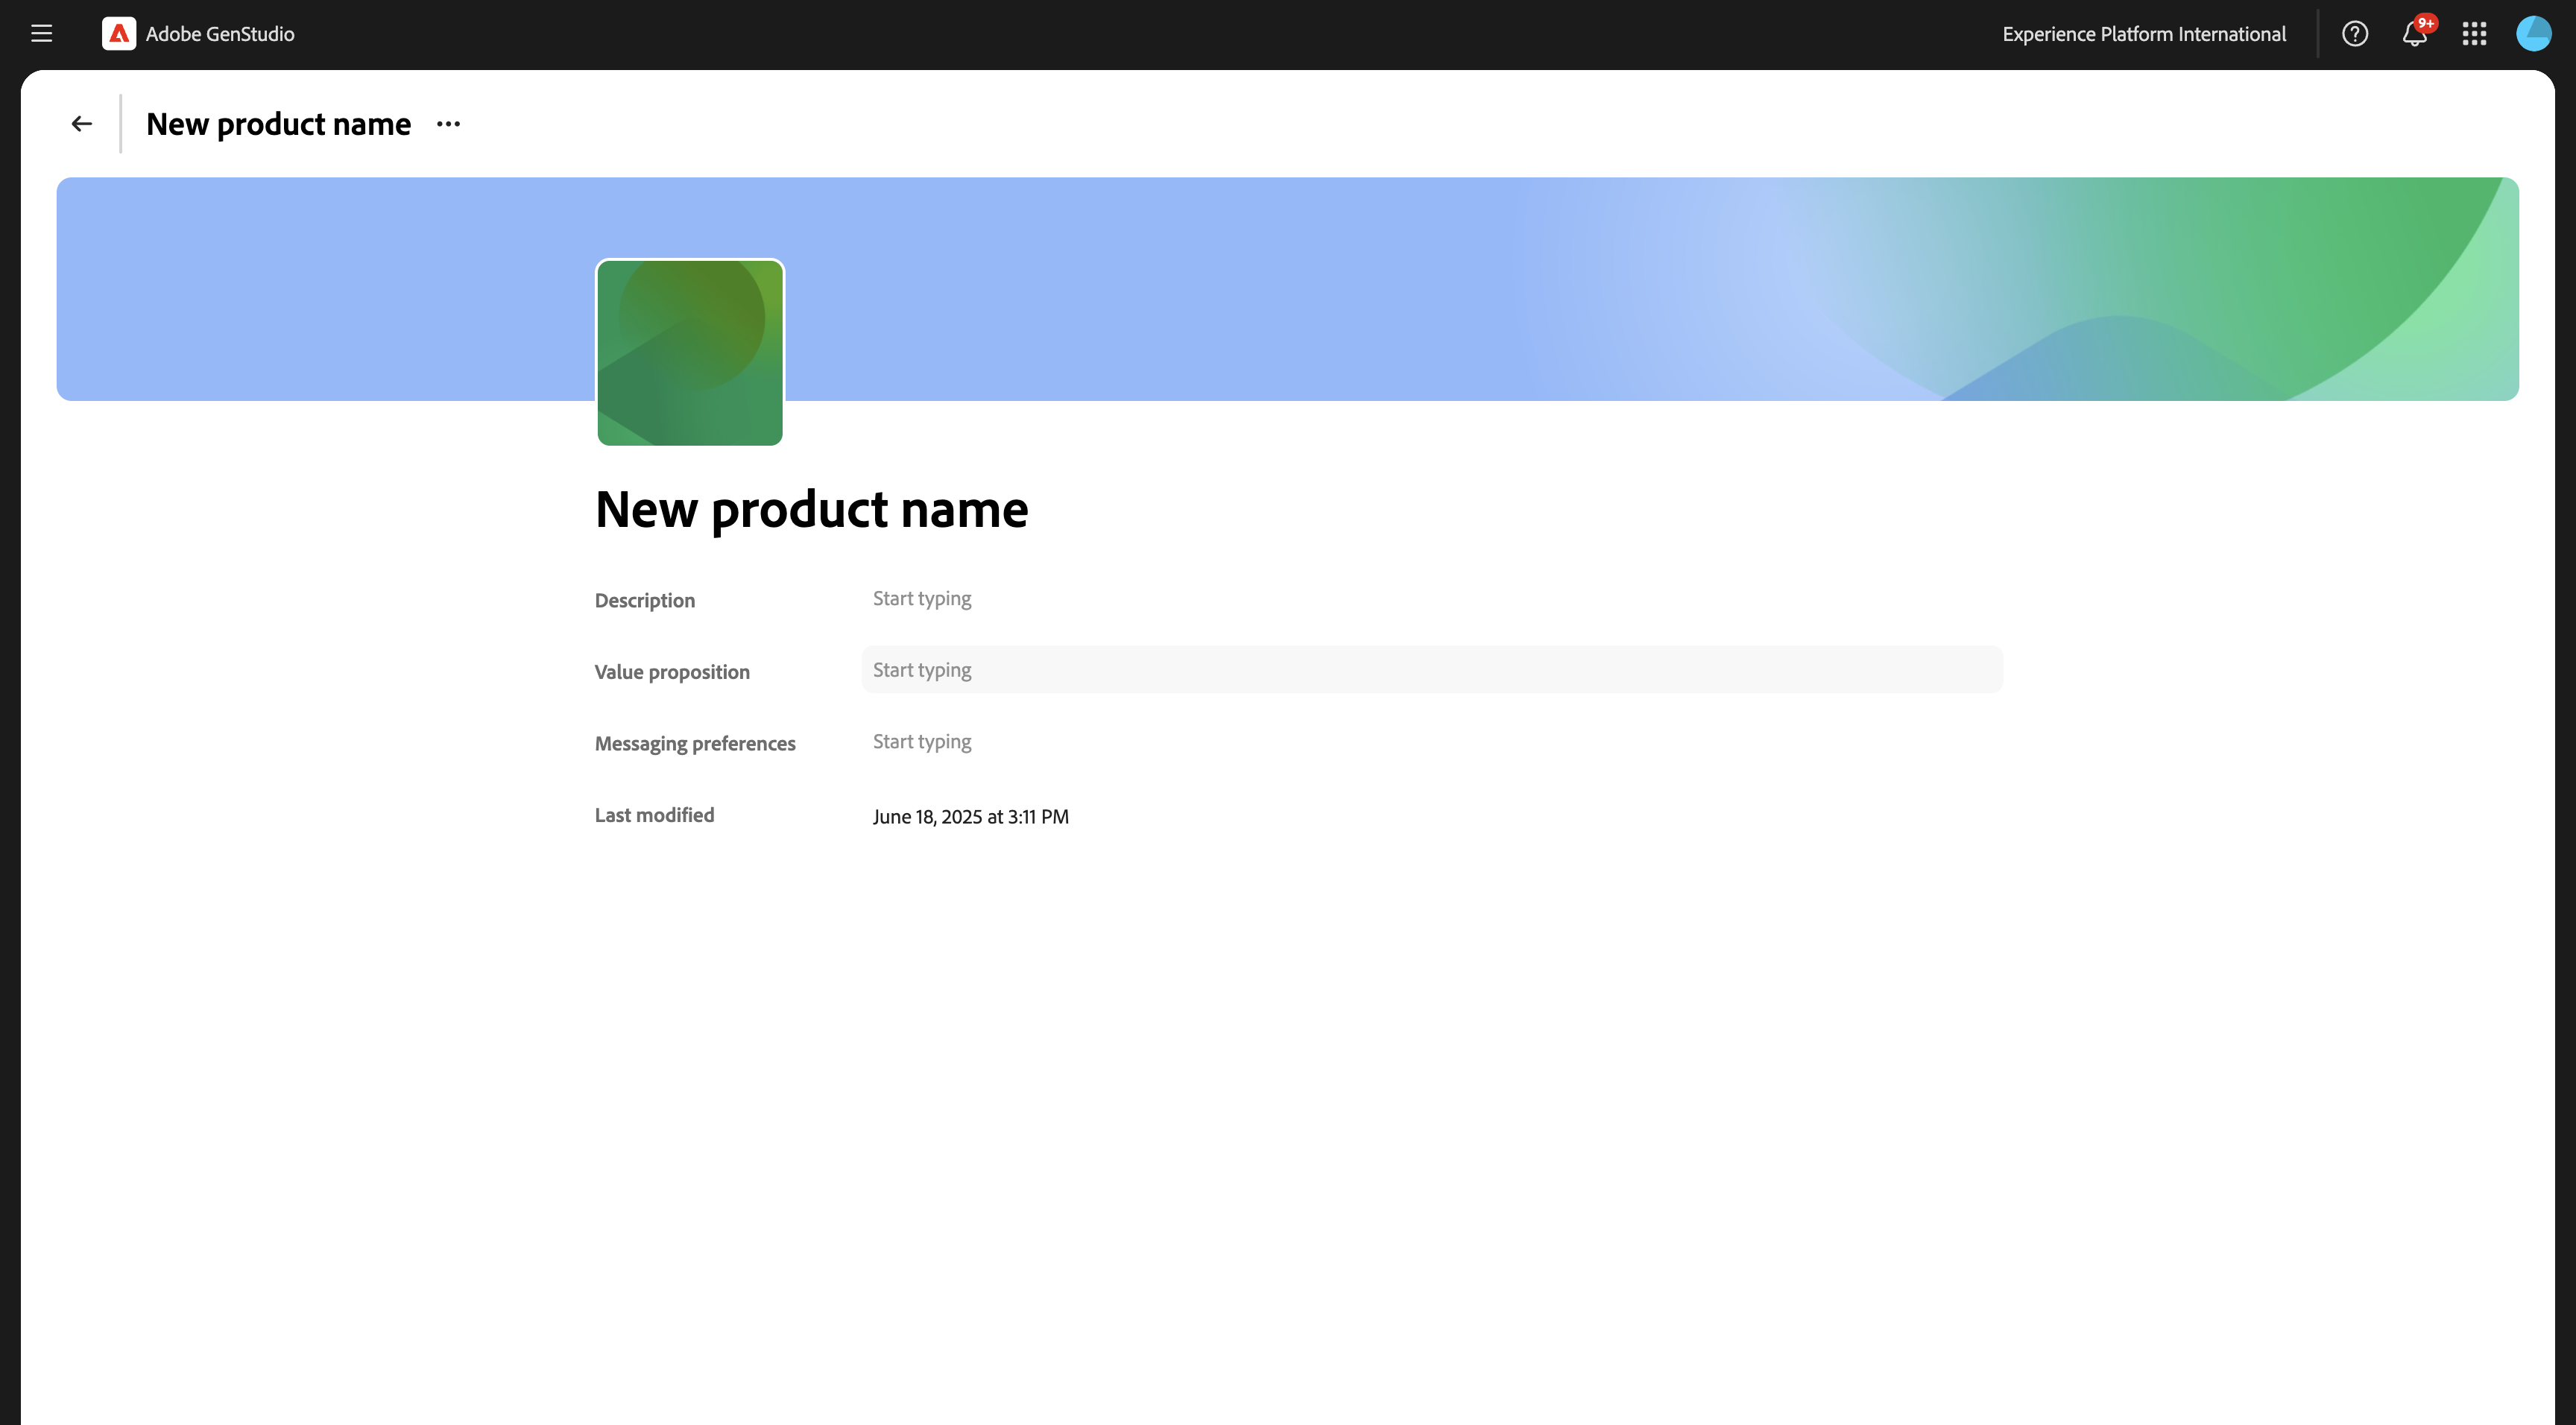 Adobe GenStudio
Experience Platform International
9+
New product name
New product name
Description
Start typing
Value proposition
Start typing
Messaging preferences
Start typing
Last modified
June 18, 2025 at 3:11 PM